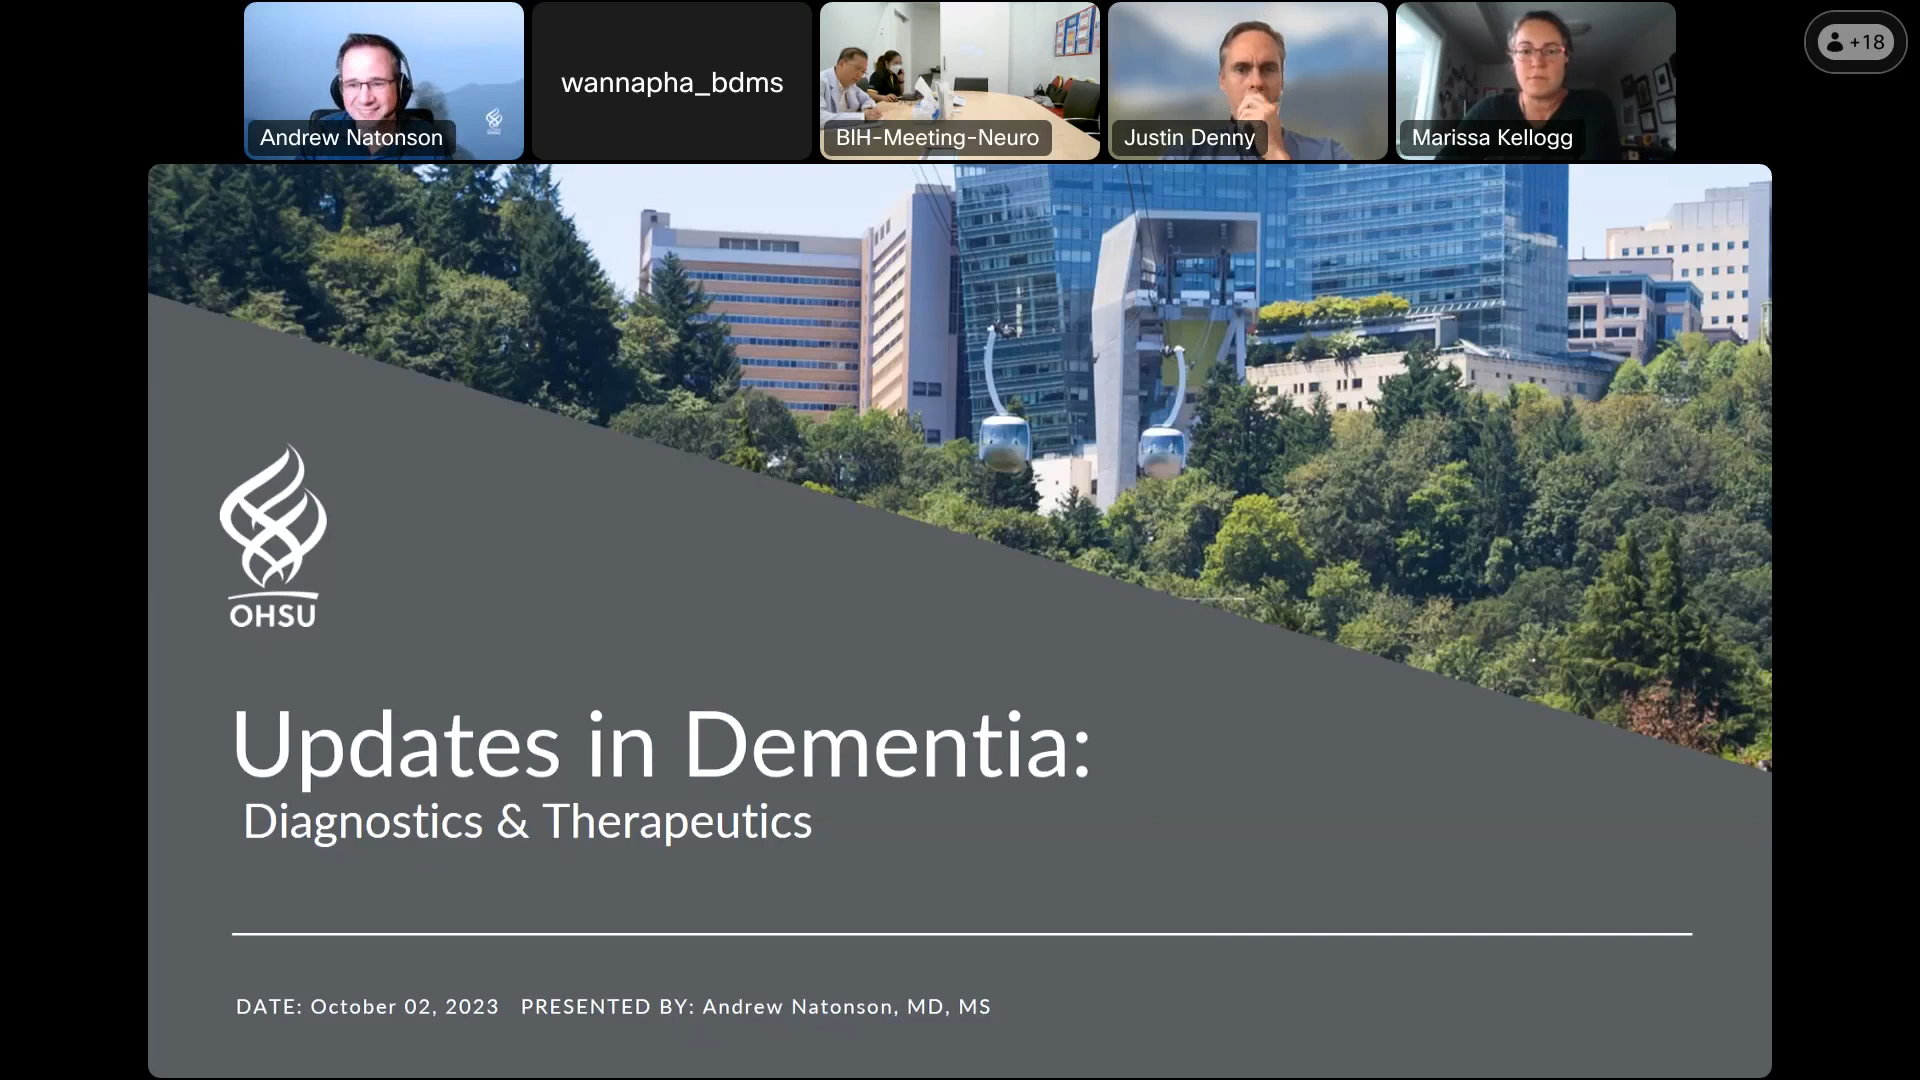 Andrew Natonson
wannapha_bdms
BIH-Meeting-Neuro
Justin Denny
Marissa Kellogg
+18
OHSU
Updates in Dementia:
Diagnostics & Therapeutics
DATE: October 02, 2023 PRESENTED BY: Andrew Natonson, MD, MS